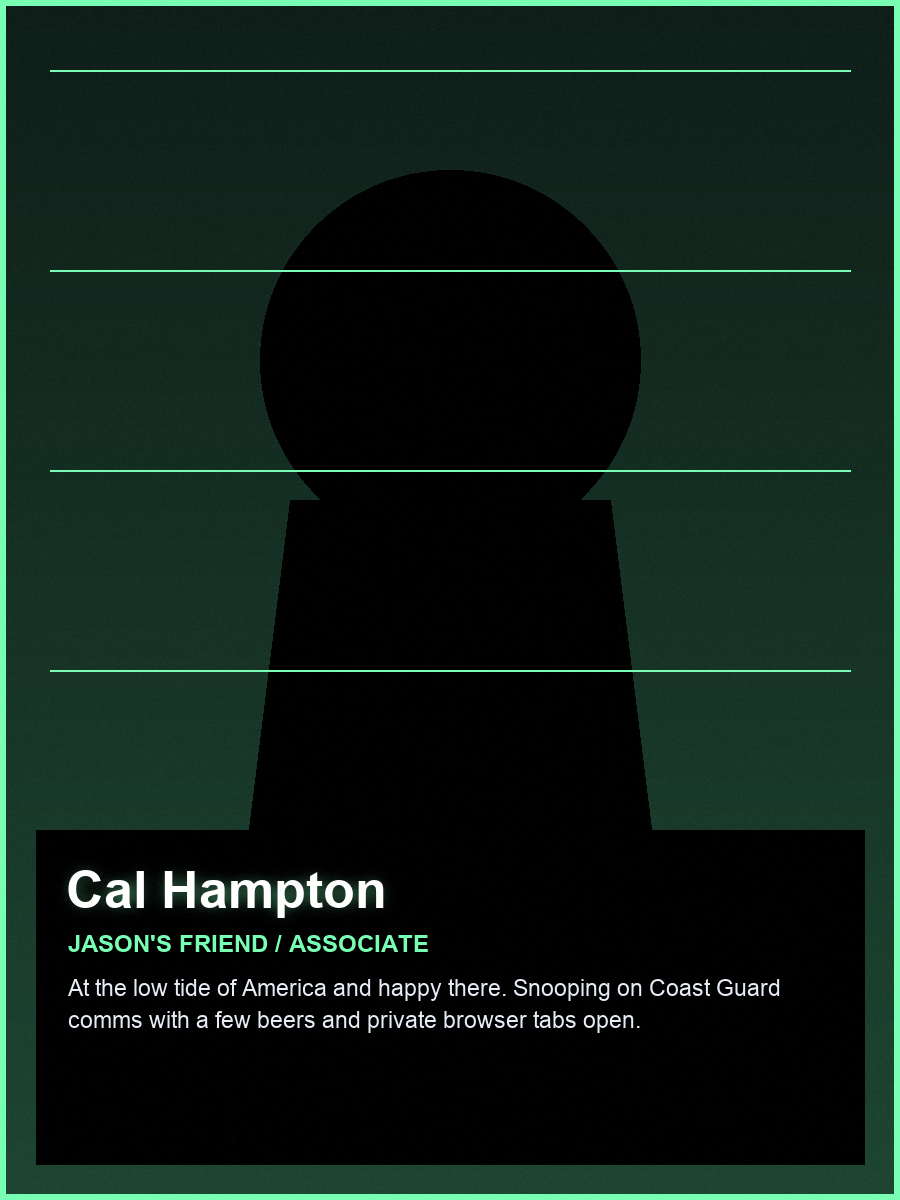 Cal Hampton
JASON'S FRIEND / ASSOCIATE
At the low tide of America and happy there. Snooping on Coast Guard
comms with a few beers and private browser tabs open.